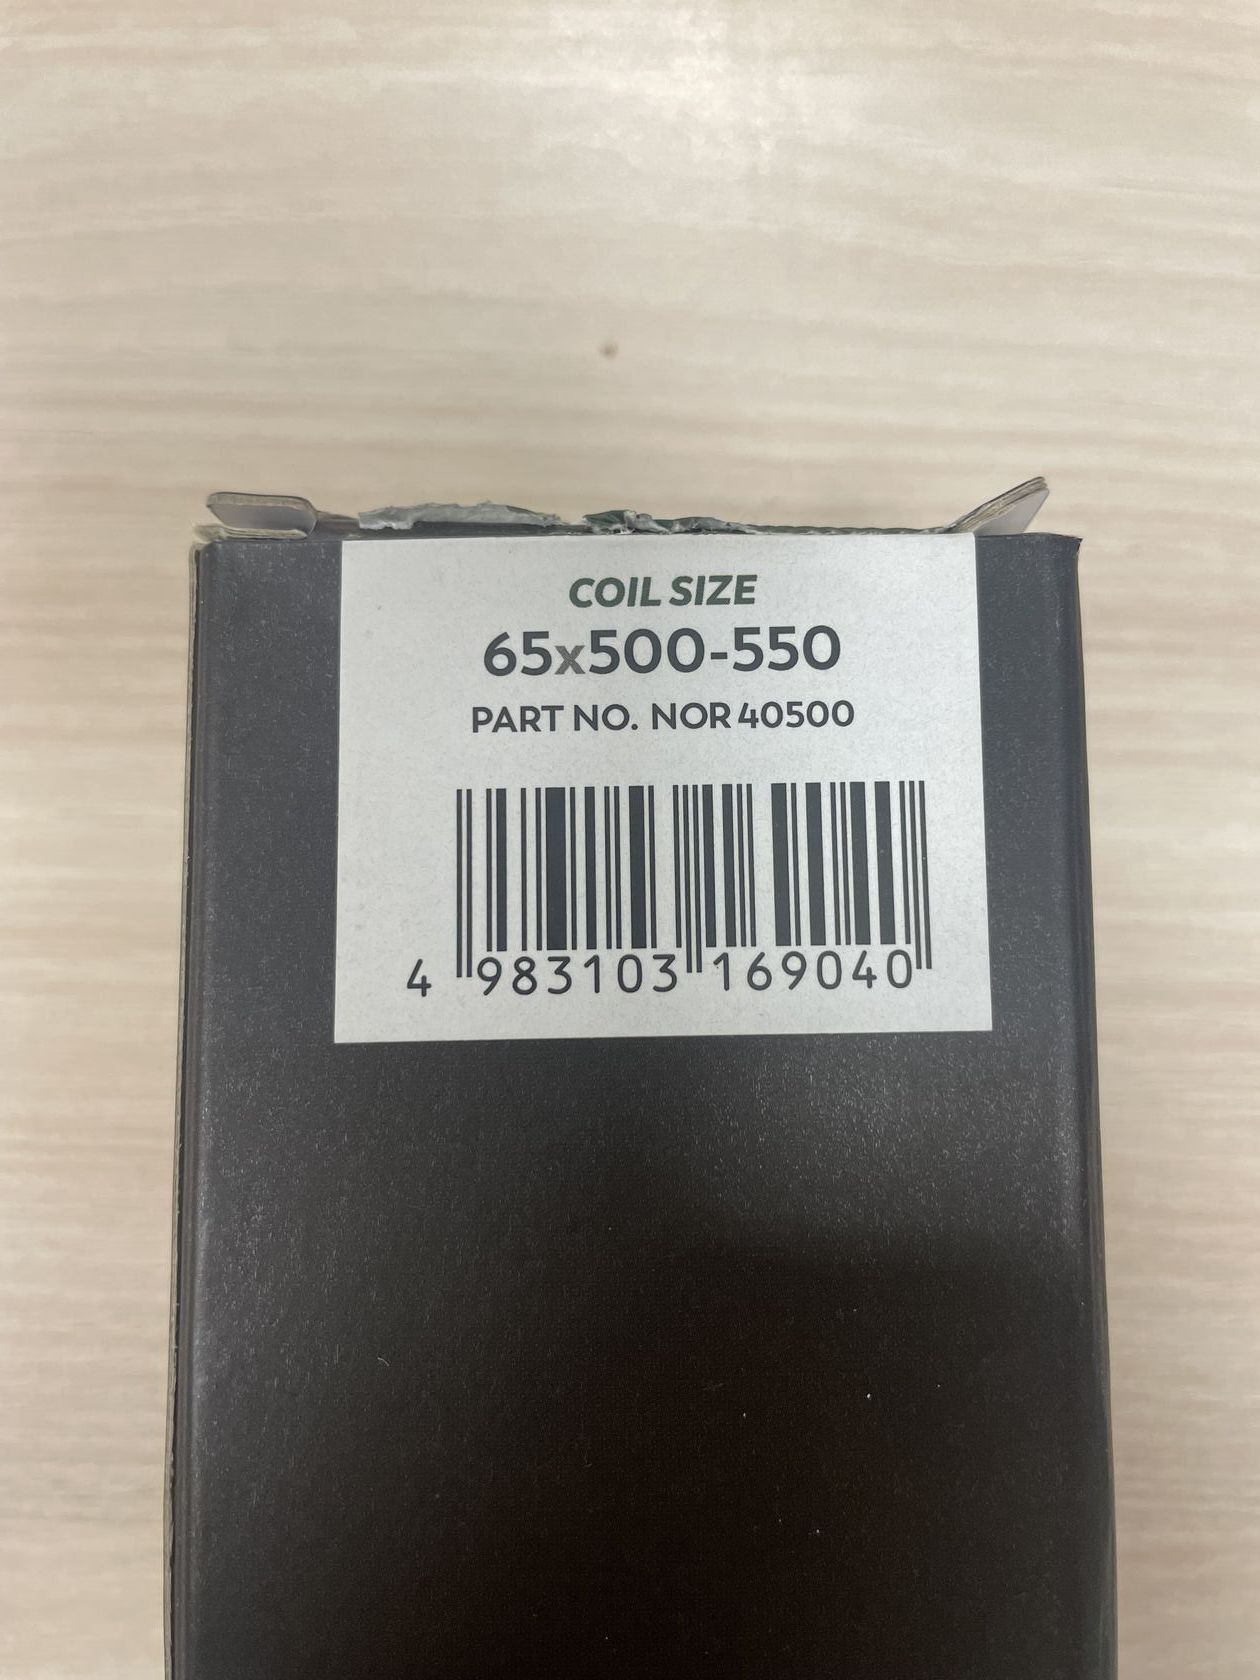 COIL SIZE
65x500-550
PART NO. NOR 40500
4 983103 169040